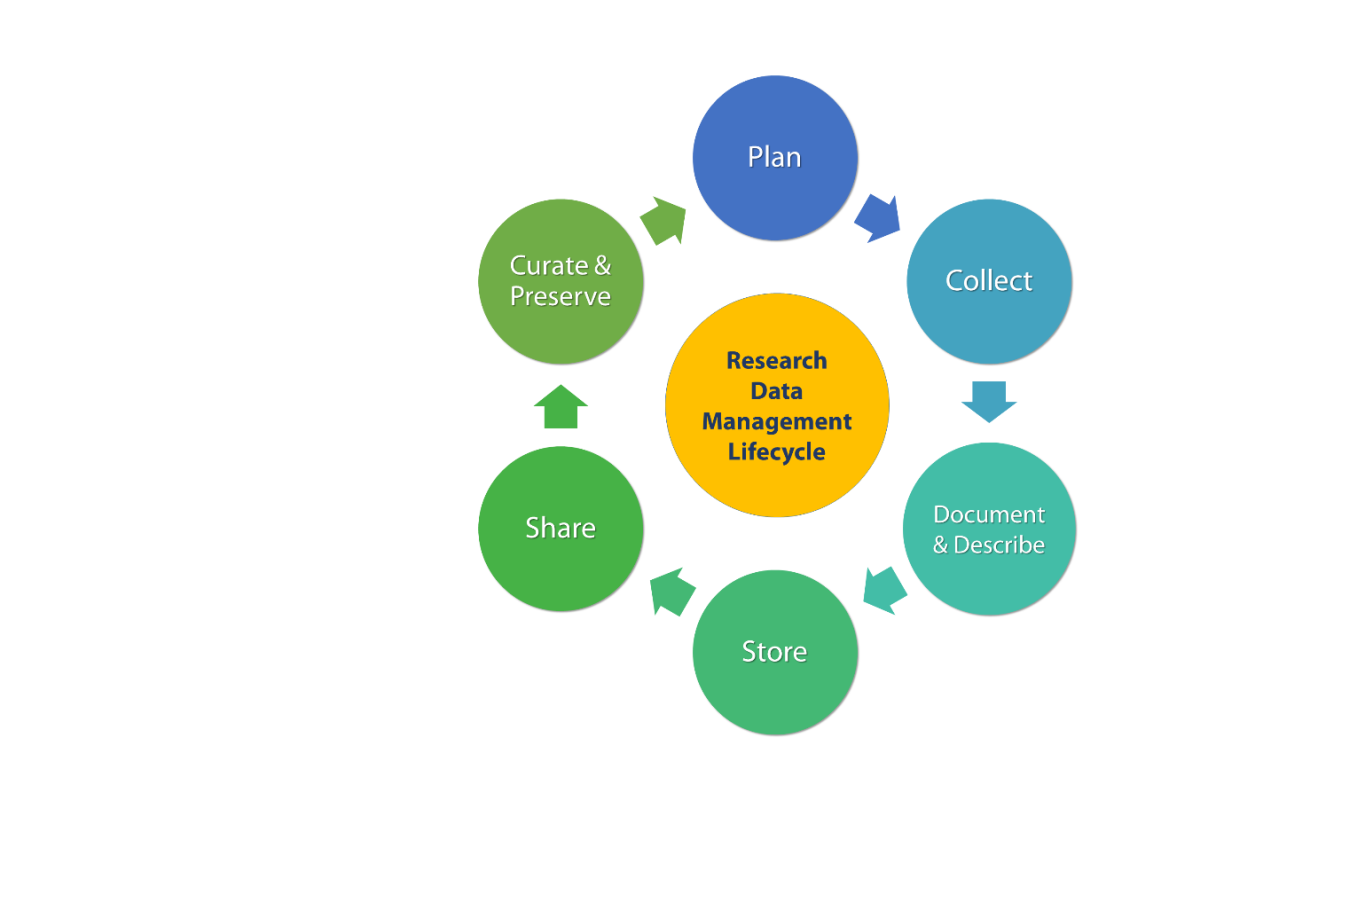 Plan
Collect
Document
& Describe
Store
Share
Curate &
Preserve
Research
Data
Management
Lifecycle